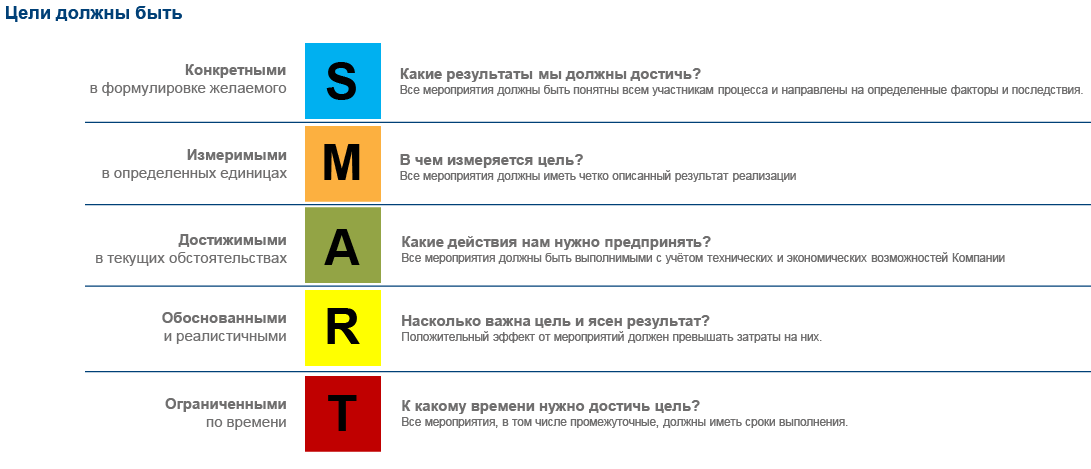 Цели должны быть
Конкретными
в формулировке желаемого
S
Какие результаты мы должны достичь?
Все мероприятия должны быть понятны всем участникам процесса и направлены на определенные факторы и последствия.
Измеримыми
в определенных единицах
M
В чем измеряется цель?
Все мероприятия должны иметь четко описанный результат реализации
Достижимыми
в текущих обстоятельствах
A
Какие действия нам нужно предпринять?
Все мероприятия должны быть выполнимыми с учётом технических и экономических возможностей Компании
Обоснованными
и реалистичными
R
Насколько важна цель и ясен результат?
Положительный эффект от мероприятий должен превышать затраты на них.
Ограниченными
по времени
T
К какому времени нужно достичь цель?
Все мероприятия, в том числе промежуточные, должны иметь сроки выполнения.